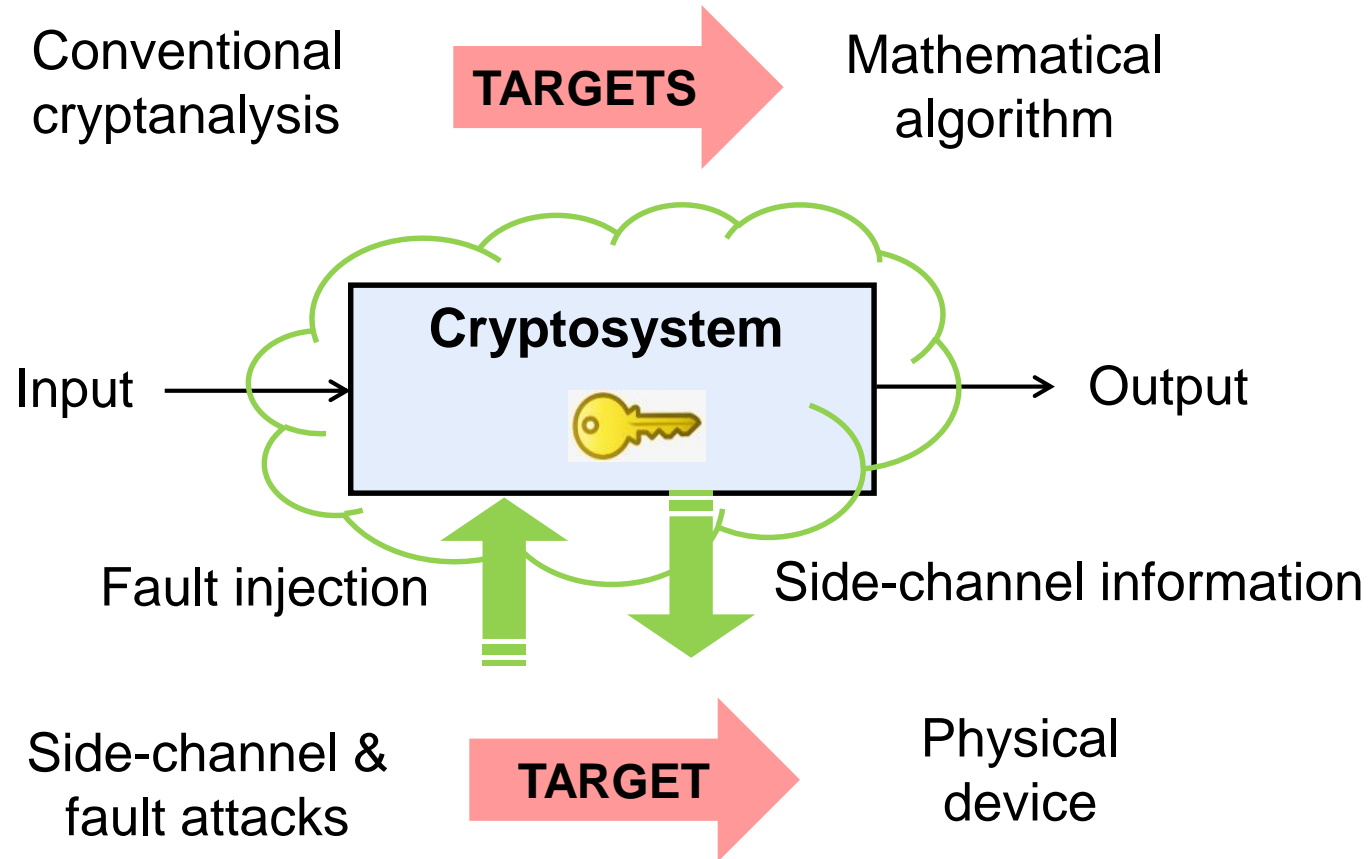 Conventional
cryptanalysis
TARGETS
Mathematical
algorithm
Cryptosystem
Input
Output
Fault injection
Side-channel information
Side-channel &
fault attacks
TARGET
Physical
device